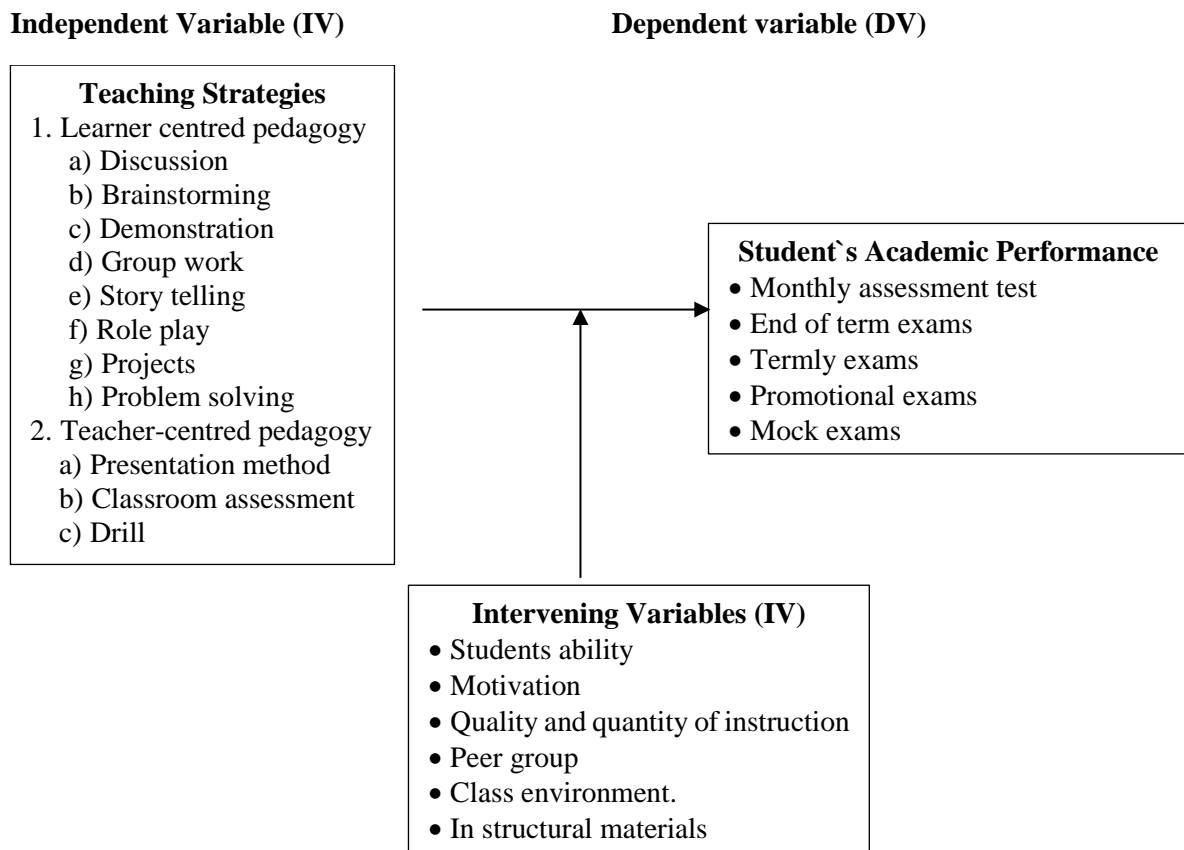 Independent Variable (IV)
Dependent variable (DV)
Teaching Strategies
1. Learner centred pedagogy
a) Discussion
b) Brainstorming
c) Demonstration
d) Group work
e) Story telling
f) Role play
g) Projects
h) Problem solving
2. Teacher-centred pedagogy
a) Presentation method
b) Classroom assessment
c) Drill
Student`s Academic Performance
• Monthly assessment test
• End of term exams
• Termly exams
• Promotional exams
• Mock exams
Intervening Variables (IV)
• Students ability
• Motivation
• Quality and quantity of instruction
• Peer group
• Class environment.
• In structural materials